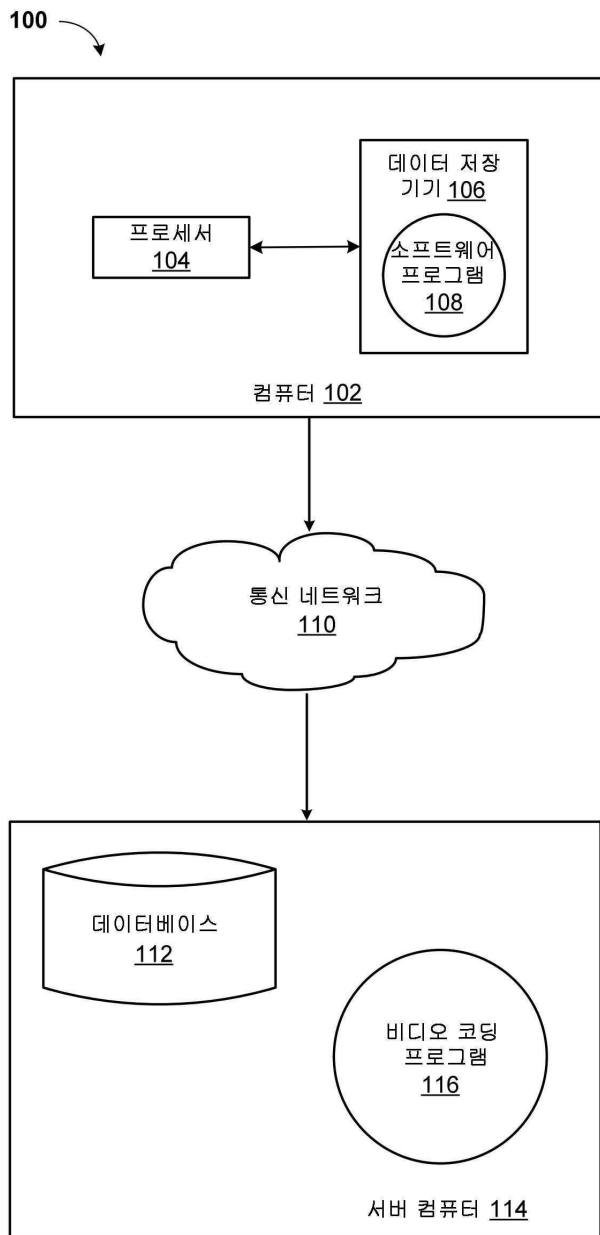 100
데이터 저장
기기 106
프로세서
104
소프트웨어
프로그램
108
컴퓨터 102
통신 네트워크
110
데이터베이스
112
비디오 코딩
프로그램
116
서버 컴퓨터 114